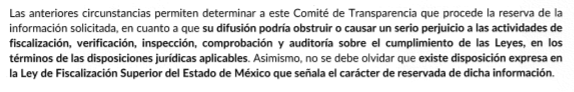 Las anteriores circunstancias permiten determinar a este Comité de Transparencia que procede la reserva de la
información solicitada, en cuanto a que su difusión podría obstruir o causar un serio perjuicio a las actividades de
fiscalización, verificación, inspección, comprobación y auditoría sobre el cumplimiento de las Leyes, en los
términos de las disposiciones jurídicas aplicables. Asimismo, no se debe olvidar que existe disposición expresa en
la Ley de Fiscalización Superior del Estado de México que señala el carácter de reservada de dicha información.